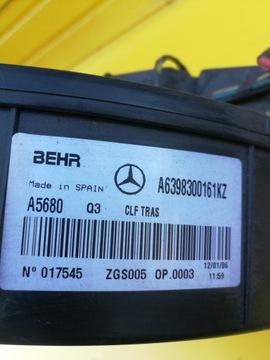 BEHR
Made in SPAIN
A6398300161KZ
A5680 Q3 CLF TRAS
12/01/06
Nº 017545 ZGS005 OP.0003 11:59